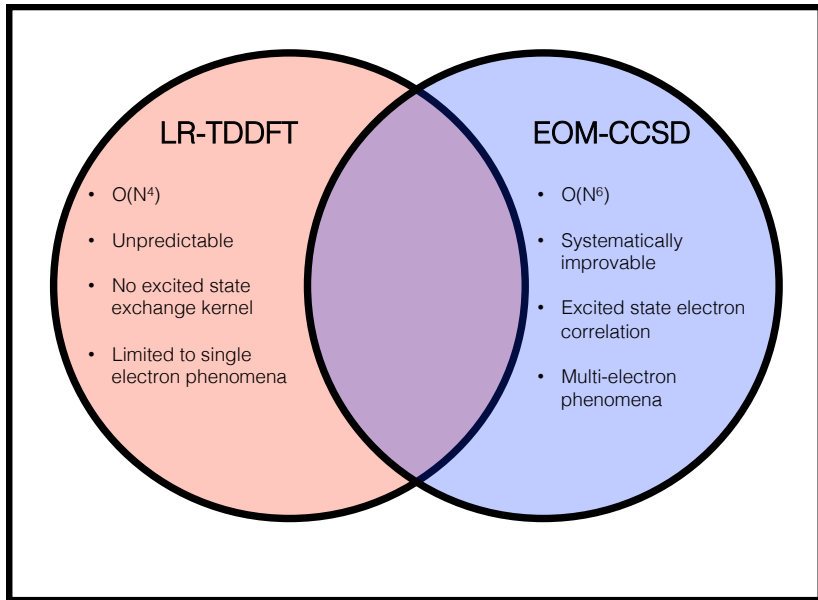 LR-TDDFT
• O(N⁴)
• Unpredictable
• No excited state
exchange kernel
• Limited to single
electron phenomena
EOM-CCSD
• O(N⁶)
• Systematically
improvable
• Excited state electron
correlation
• Multi-electron
phenomena